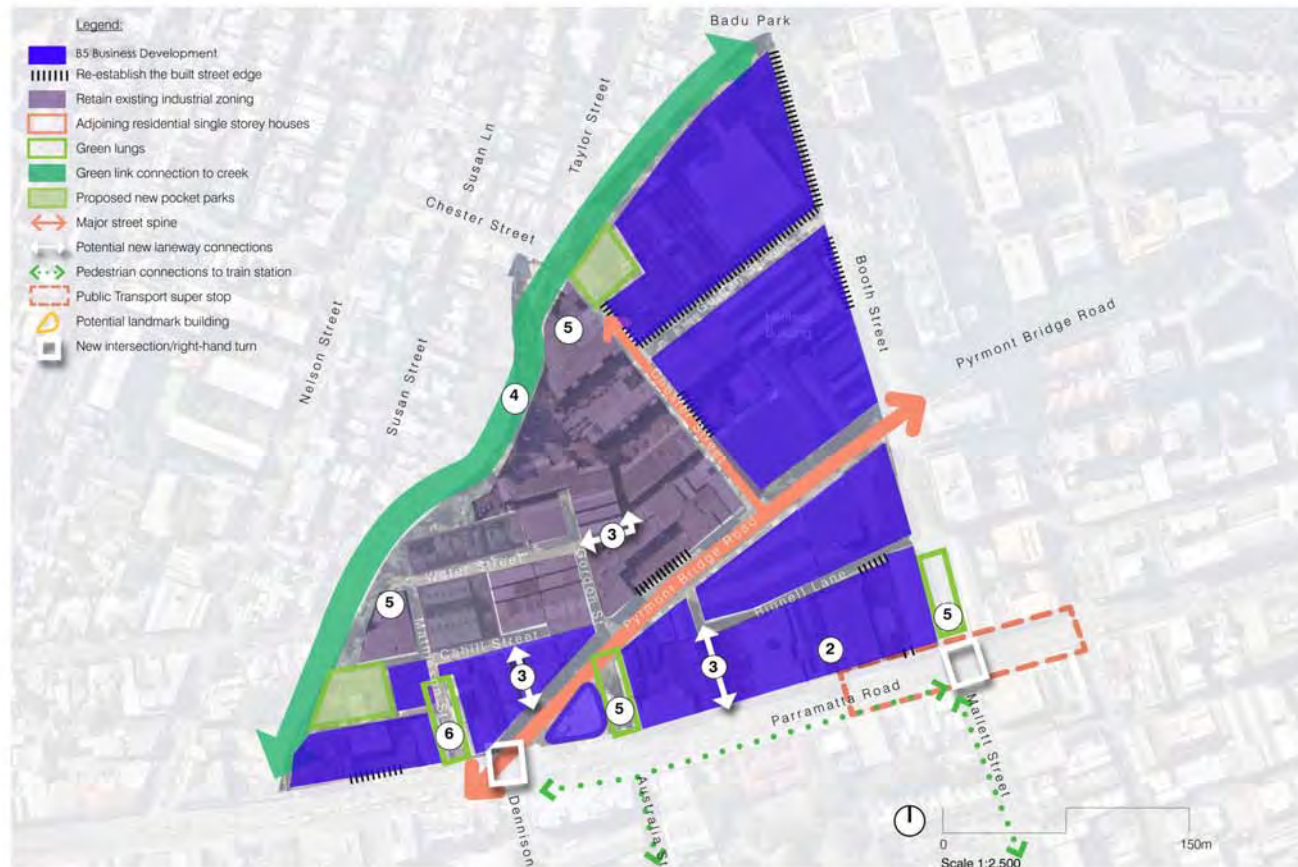 Legend:
B5 Business Development
Re-establish the built street edge
Retain existing industrial zoning
Adjoining residential single storey houses
Green lungs
Green link connection to creek
Proposed new pocket parks
Major street spine
Potential new laneway connections
Pedestrian connections to train station
Public Transport super stop
Potential landmark building
New intersection/right-hand turn
Badu Park
Taylor Street
Susan Ln
Chester Street
Nelson Street
Susan Street
Booth Street
Pyrmont Bridge Road
5
4
3
Water Street
Gordon St
Pyrmont Bridge Road
5
Cahill Street
3
3
2
5
5
6
Parramatta Road
Mallett Street
Australia St
Dennison
0
150m
Scale 1:2,500